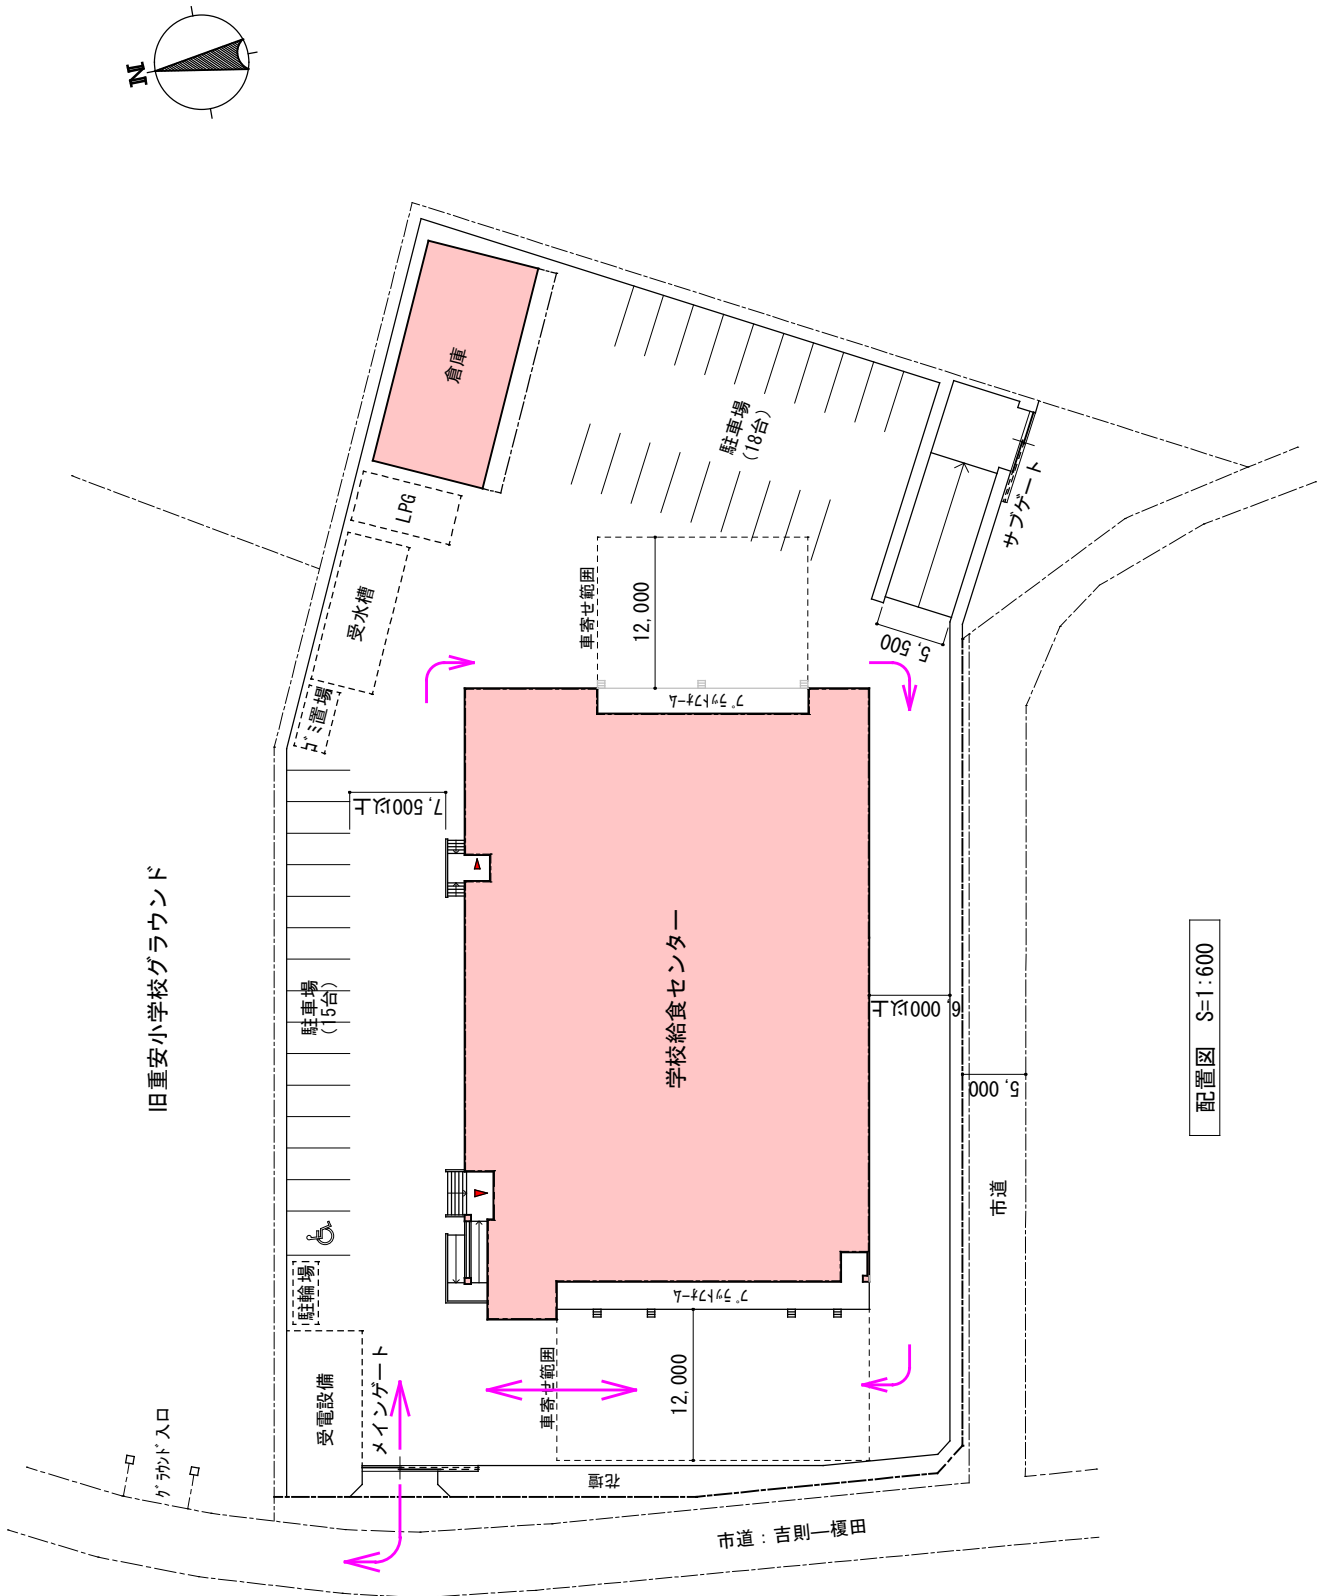 N
倉庫
LPG
受水槽
ゴミ置場
駐車場
(18台)
サブゲート
5,500
車寄せ範囲
12,000
プラットフォーム
7,500以上
旧重安小学校グラウンド
駐車場
(15台)
学校給食センター
6,000以上
5,000
市道
配置図 S=1:600
駐輪場
受電設備
メインゲート
プラットフォーム
車寄せ範囲
12,000
グラウンド入口
花壇
市道：吉則―榎田